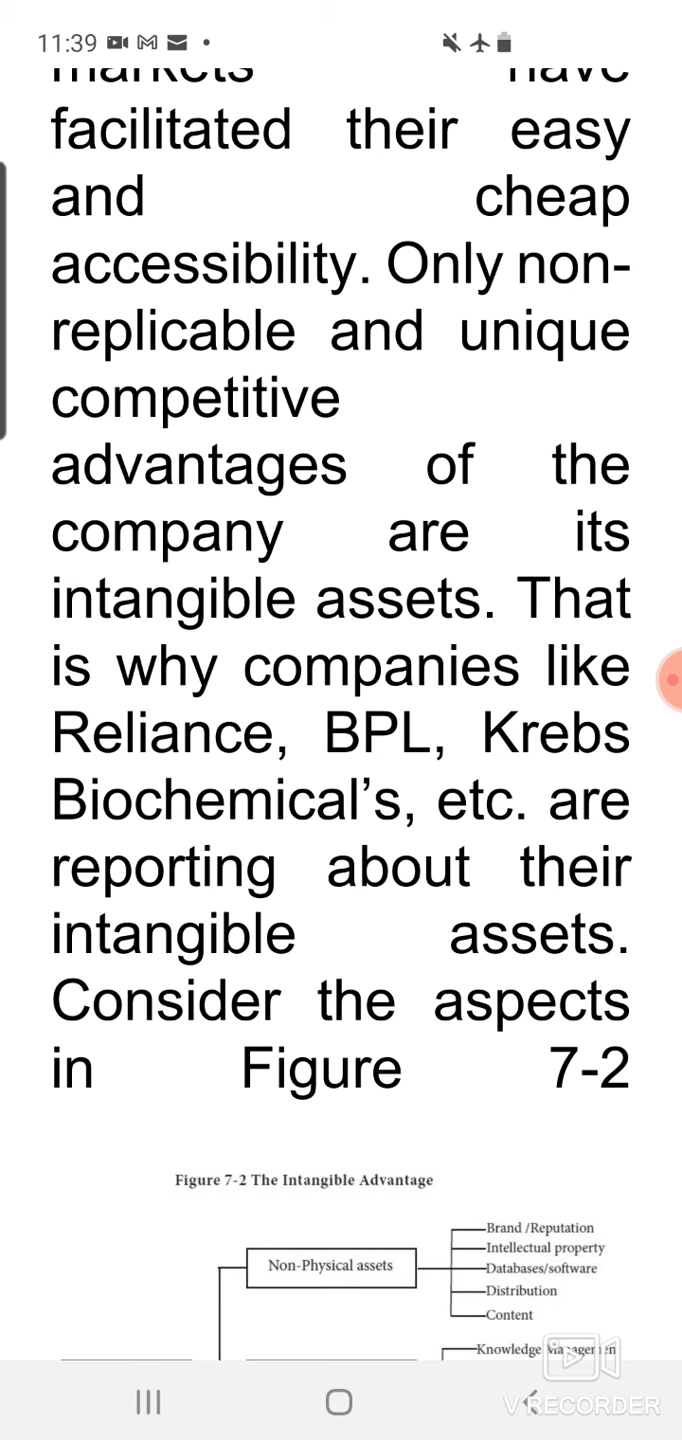 11:39
markets have
facilitated their easy
and cheap
accessibility. Only non-
replicable and unique
competitive
advantages of the
company are its
intangible assets. That
is why companies like
Reliance, BPL, Krebs
Biochemical’s, etc. are
reporting about their
intangible assets.
Consider the aspects
in Figure 7-2
Figure 7-2 The Intangible Advantage
Non-Physical assets
Brand /Reputation
Intellectual property
Databases/software
Distribution
Content
Knowledge Managemen
V RECORDER